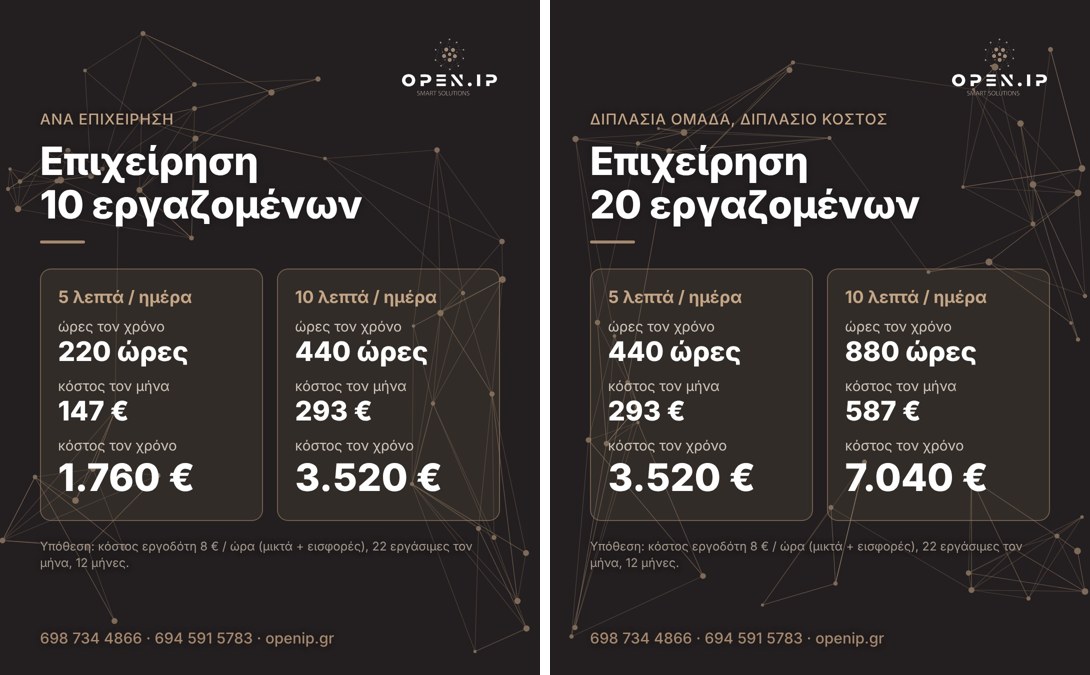 OPEN.IP
SMART SOLUTIONS
ΑΝΑ ΕΠΙΧΕΙΡΗΣΗ
Επιχείρηση
10 εργαζομένων
5 λεπτά / ημέρα
ώρες τον χρόνο
220 ώρες
κόστος τον μήνα
147 €
κόστος τον χρόνο
1.760 €
10 λεπτά / ημέρα
ώρες τον χρόνο
440 ώρες
κόστος τον μήνα
293 €
κόστος τον χρόνο
3.520 €
Υπόθεση: κόστος εργοδότη 8 € / ώρα (μικτά + εισφορές), 22 εργάσιμες τον
μήνα, 12 μήνες.
698 734 4866 · 694 591 5783 · openip.gr
OPEN.IP
SMART SOLUTIONS
ΔΙΠΛΑΣΙΑ ΟΜΑΔΑ, ΔΙΠΛΑΣΙΟ ΚΟΣΤΟΣ
Επιχείρηση
20 εργαζομένων
5 λεπτά / ημέρα
ώρες τον χρόνο
440 ώρες
κόστος τον μήνα
293 €
κόστος τον χρόνο
3.520 €
10 λεπτά / ημέρα
ώρες τον χρόνο
880 ώρες
κόστος τον μήνα
587 €
κόστος τον χρόνο
7.040 €
Υπόθεση: κόστος εργοδότη 8 € / ώρα (μικτά + εισφορές), 22 εργάσιμες τον
μήνα, 12 μήνες.
698 734 4866 · 694 591 5783 · openip.gr